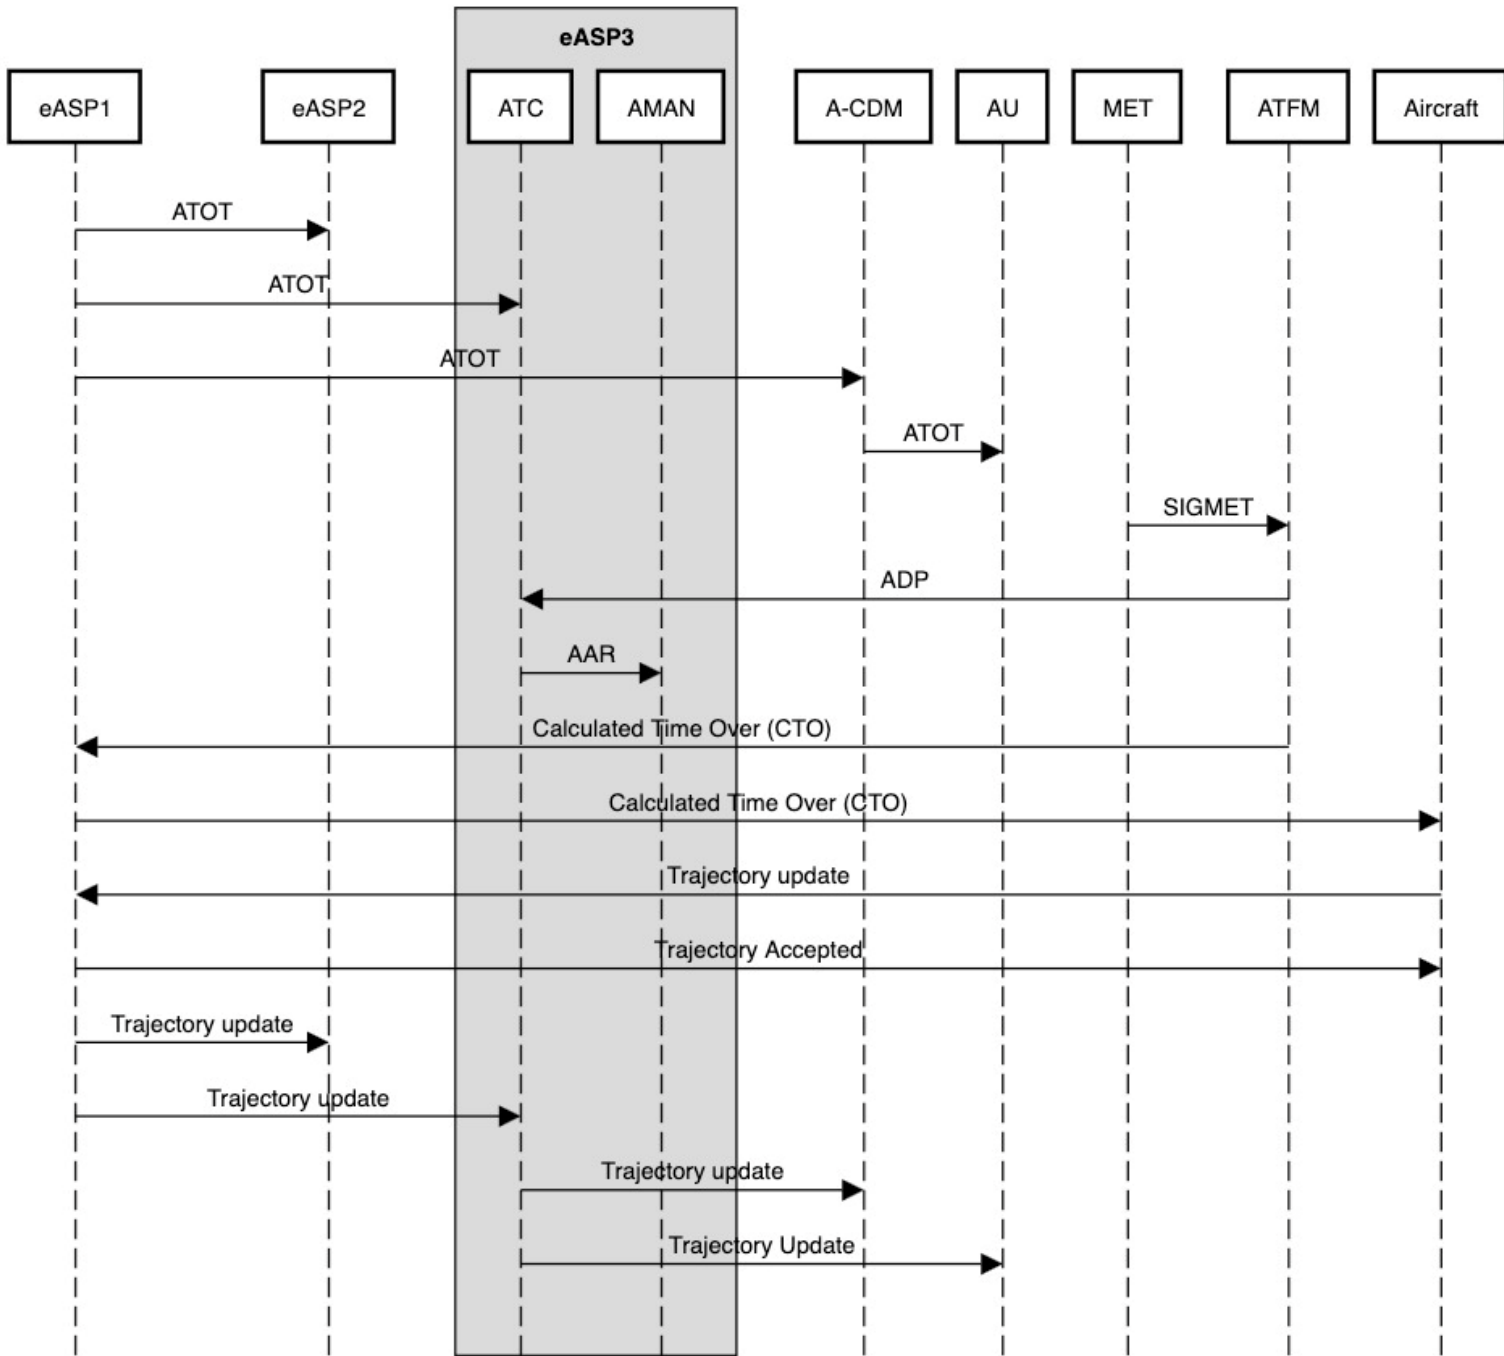 eASP3
eASP1
eASP2
ATC
AMAN
A-CDM
AU
MET
ATFM
Aircraft
ATOT
ATOT
ATOT
ATOT
SIGMET
ADP
AAR
Calculated Time Over (CTO)
Calculated Time Over (CTO)
Trajectory update
Trajectory Accepted
Trajectory update
Trajectory update
Trajectory update
Trajectory Update